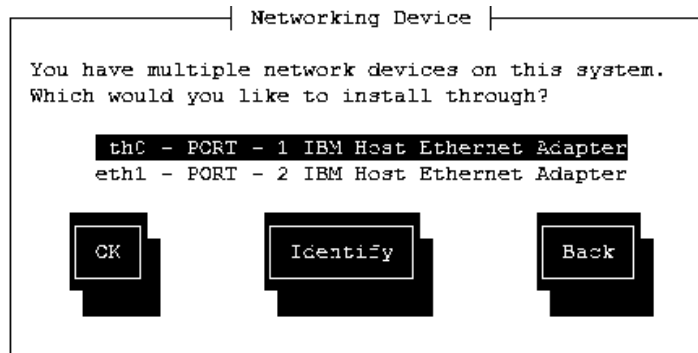 Networking Device
You have multiple network devices on this system.
Which would you like to install through?
th0 - PORT - 1 IBM Host Ethernet Adapter
eth1 - PORT - 2 IBM Host Ethernet Adapter
OK Identify Back